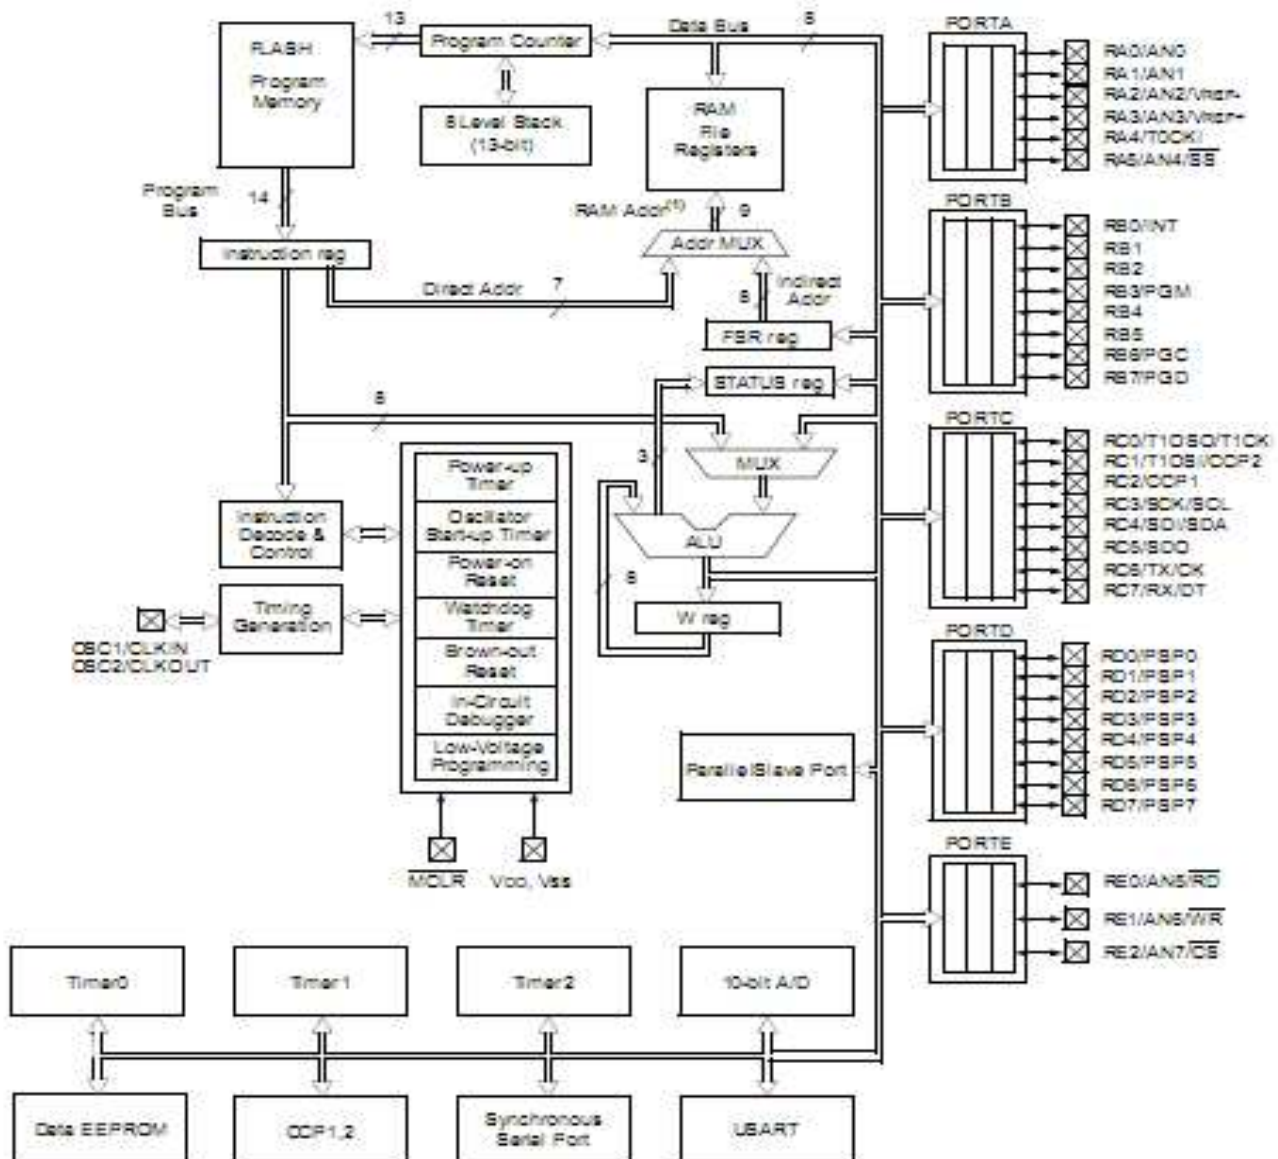 13
Data Bus
8
PORTA
FLASH
Program
Memory
Program Counter
RA0/AN0
RA1/AN1
RA2/AN2/VREF-
RA3/AN3/VREF+
RA4/T0CKI
RA5/AN4/SS
8 Level Stack
(13-bit)
RAM
File
Registers
Program
Bus
14
RAM Addr(1)
9
PORTB
Instruction reg
Addr MUX
RB0/INT
RB1
RB2
RB3/PGM
RB4
RB5
RB6/PGC
RB7/PGD
Direct Addr
7
8
Indirect
Addr
FSR reg
STATUS reg
8
PORTC
3
MUX
RC0/T1OSO/T1CK
RC1/T1OSI/CCP2
RC2/CCP1
RC3/SCK/SCL
RC4/SDI/SDA
RC5/SDO
RC6/TX/CK
RC7/RX/DT
Power-up
Timer
Oscillator
Start-up Timer
Power-on
Reset
Watchdog
Timer
Brown-out
Reset
In-Circuit
Debugger
Low-Voltage
Programming
Instruction
Decode &
Control
ALU
8
Timing
Generation
W reg
OSC1/CLKIN
OSC2/CLKOUT
PORTD
RD0/PSP0
RD1/PSP1
RD2/PSP2
RD3/PSP3
RD4/PSP4
RD5/PSP5
RD6/PSP6
RD7/PSP7
Parallel Slave Port
MCLR
VDD, VSS
PORTE
RE0/AN5/RD
RE1/AN6/WR
RE2/AN7/CS
Timer0
Timer1
Timer2
10-bit A/D
Data EEPROM
CCP1,2
Synchronous
Serial Port
USART